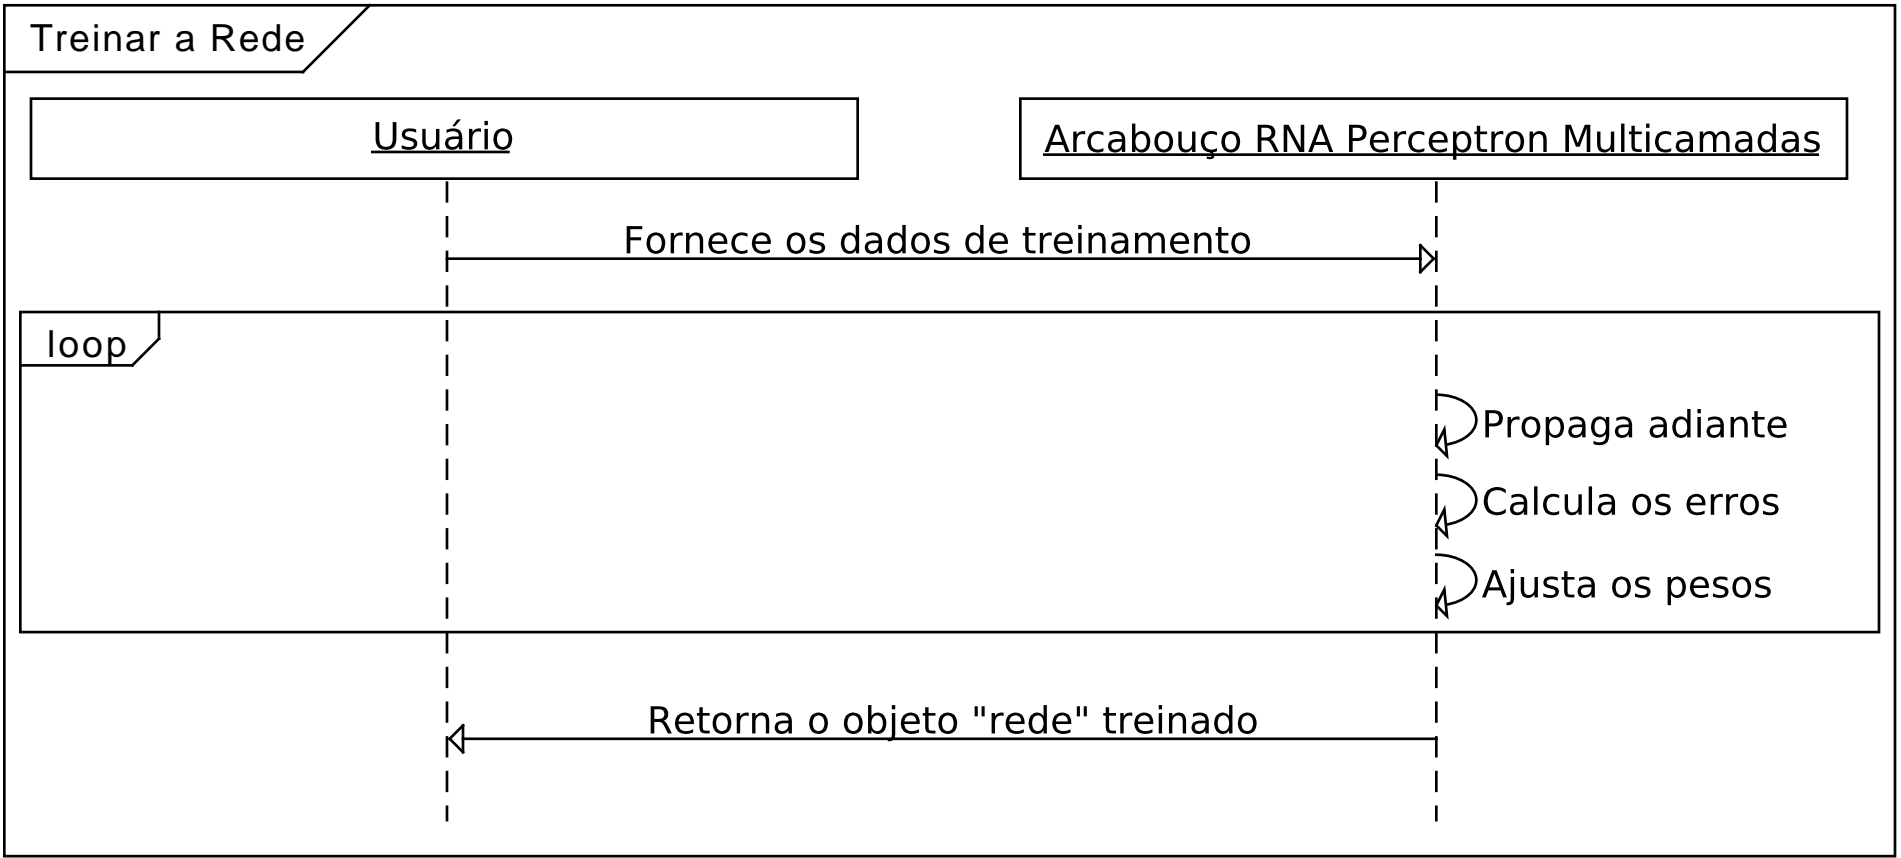 Treinar a Rede
Usuário
Arcabouço RNA Perceptron Multicamadas
Fornece os dados de treinamento
loop
Propaga adiante
Calcula os erros
Ajusta os pesos
Retorna o objeto "rede" treinado